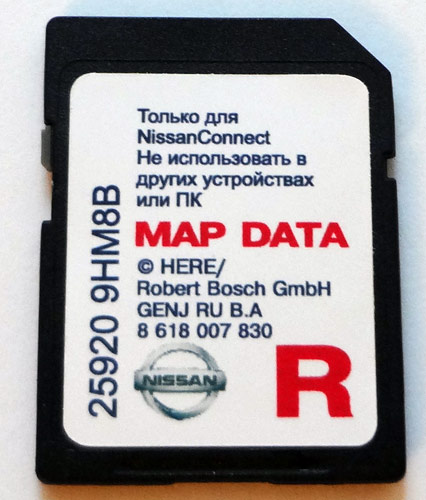 Только для
NissanConnect
Не использовать в
других устройствах
или ПК
MAP DATA
© HERE/
Robert Bosch GmbH
GENJ RU B.A
8 618 007 830
25920 9HM8B
NISSAN
R